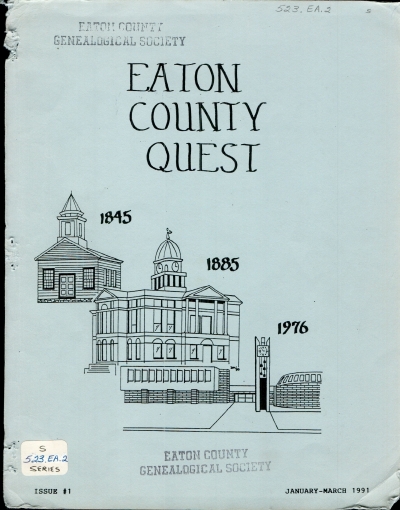 523.EA.2 S
EATON COUNTY
GENEALOGICAL SOCIETY
EATON
COUNTY
QUEST
1845
1885
1976
S
523.EA.2
SERIES
EATON COUNTY
GENEALOGICAL SOCIETY
ISSUE #1 JANUARY-MARCH 1991